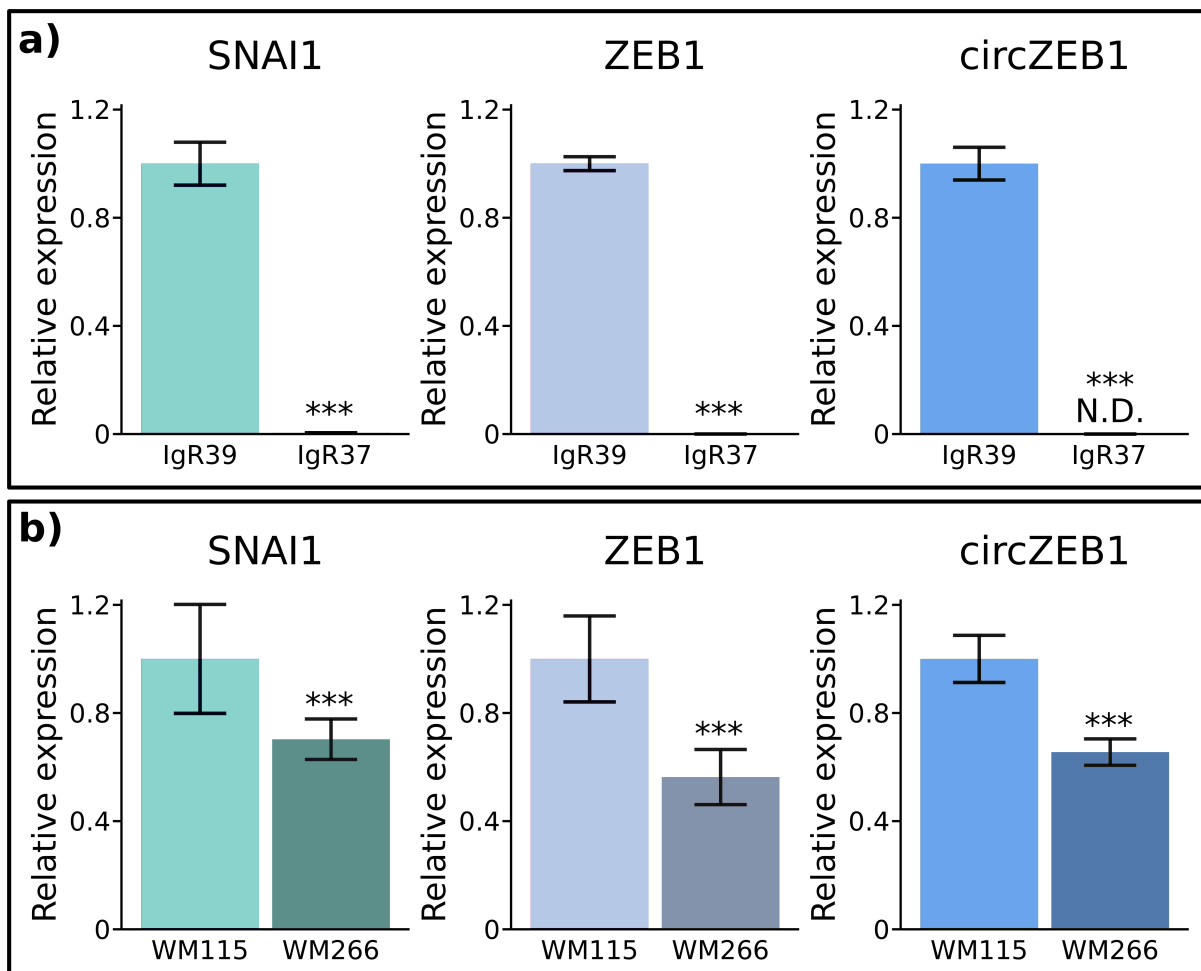 a)
SNAI1
Relative expression
1.2
0.8
0.4
0
***
IgR39 IgR37
ZEB1
Relative expression
1.2
0.8
0.4
0
***
IgR39 IgR37
circZEB1
Relative expression
1.2
0.8
0.4
0
***
N.D.
IgR39 IgR37
b)
SNAI1
Relative expression
1.2
0.8
0.4
0
***
WM115 WM266
ZEB1
Relative expression
1.2
0.8
0.4
0
***
WM115 WM266
circZEB1
Relative expression
1.2
0.8
0.4
0
***
WM115 WM266